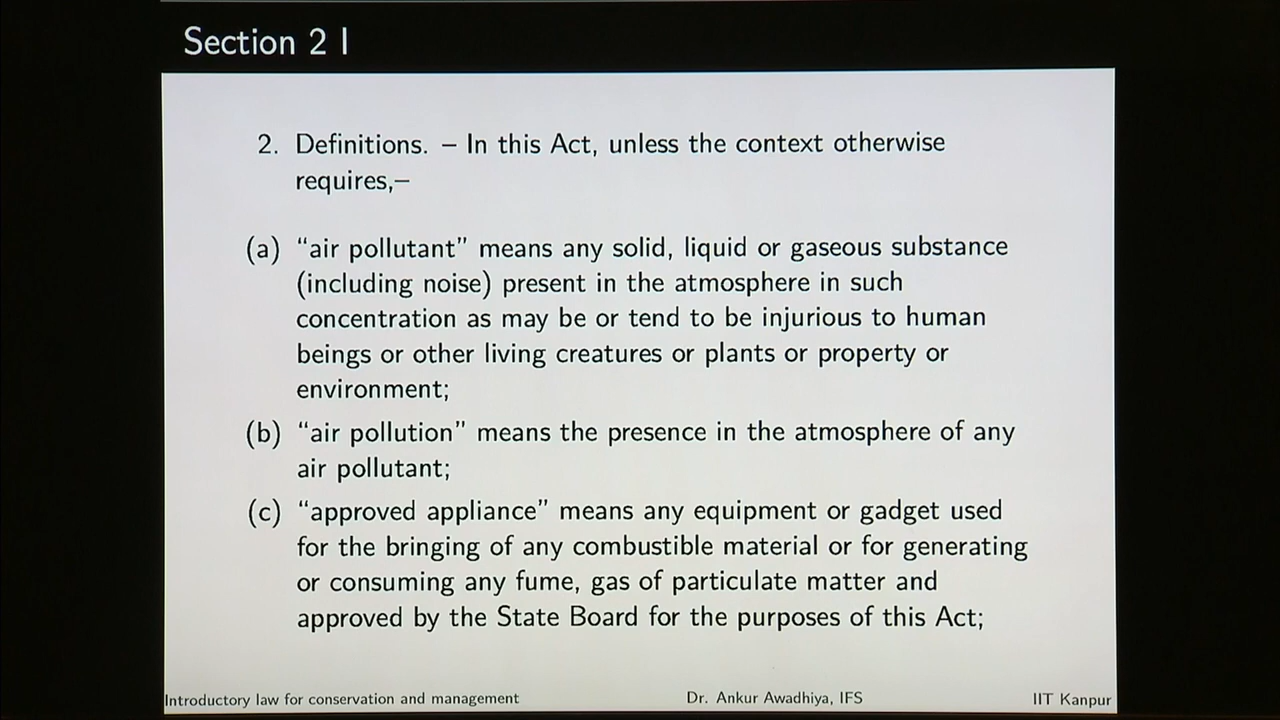 Section 2 I
2. Definitions. – In this Act, unless the context otherwise
requires,–
(a) “air pollutant” means any solid, liquid or gaseous substance
(including noise) present in the atmosphere in such
concentration as may be or tend to be injurious to human
beings or other living creatures or plants or property or
environment;
(b) “air pollution” means the presence in the atmosphere of any
air pollutant;
(c) “approved appliance” means any equipment or gadget used
for the bringing of any combustible material or for generating
or consuming any fume, gas of particulate matter and
approved by the State Board for the purposes of this Act;
Introductory law for conservation and management Dr. Ankur Awadhiya, IFS IIT Kanpur